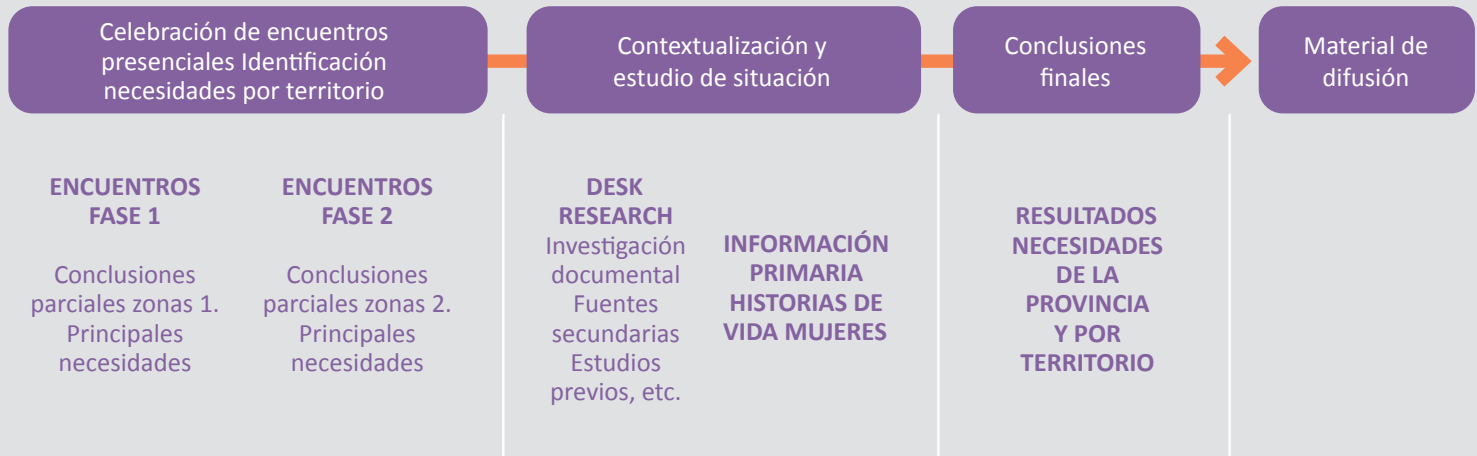 Celebración de encuentros
presenciales Identificación
necesidades por territorio
Contextualización y
estudio de situación
Conclusiones
finales
Material de
difusión
ENCUENTROS
FASE 1
Conclusiones
parciales zonas 1.
Principales
necesidades
ENCUENTROS
FASE 2
Conclusiones
parciales zonas 2.
Principales
necesidades
DESK
RESEARCH
Investigación
documental
Fuentes
secundarias
Estudios
previos, etc.
INFORMACIÓN
PRIMARIA
HISTORIAS DE
VIDA MUJERES
RESULTADOS
NECESIDADES
DE LA
PROVINCIA
Y POR
TERRITORIO